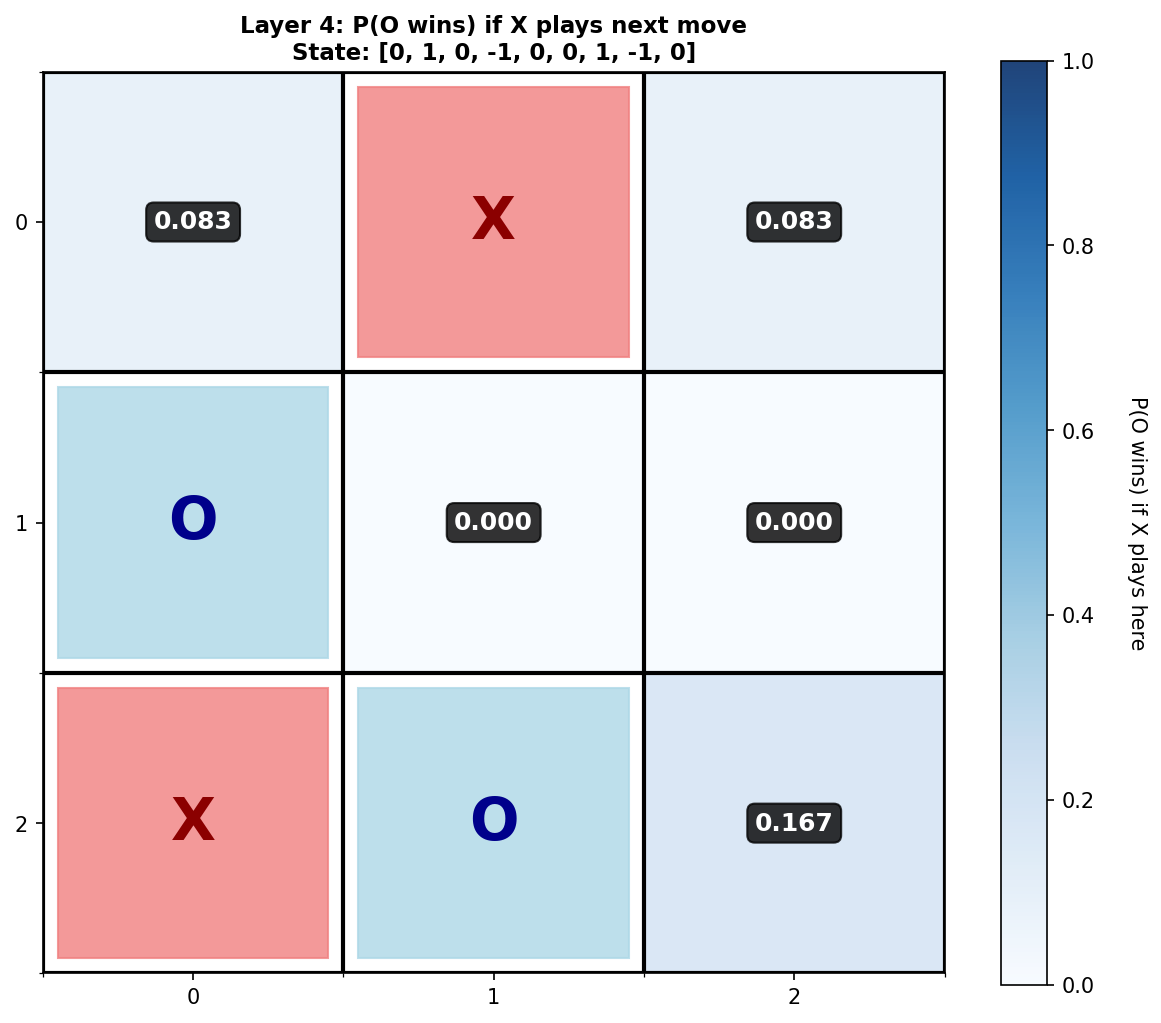 Layer 4: P(O wins) if X plays next move
State: [0, 1, 0, -1, 0, 0, 1, -1, 0]
1.0
0.8
0.6
0.4
0.2
0.0
P(O wins) if X plays here
0
0.083
X
0.083
1
O
0.000
0.000
2
X
O
0.167
0
1
2